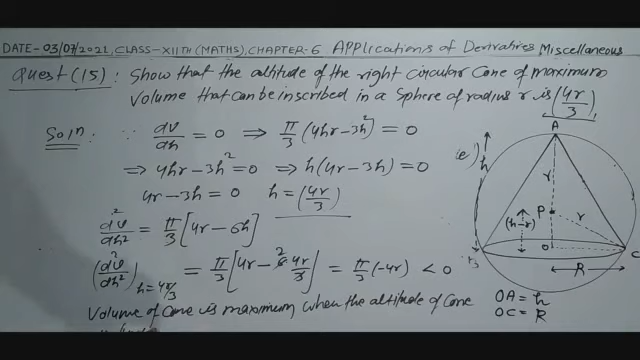 DATE-03/07/2021, CLASS-XIITH (MATHS), CHAPTER-6 Applications of Derivatives Miscellaneous
Quest (15) : Show that the altitude of the right circular Cone of maximum
Volume that can be inscribed in a Sphere of radius r is (4r/3)
Soln : ∵ dv/dh = 0 ⇒ π/3 (4hr - 3h²) = 0
⇒ 4hr - 3h² = 0 ⇒ h(4r - 3h) = 0
4r - 3h = 0 h = (4r/3)
d²v/dh² = π/3 [4r - 6h]
(d²v/dh²) h = 4r/3 = π/3 [4r - 6 2 4r/3] = π/3 (-4r) < 0
Volume of cone is maximum when the altitude of cone
A
h
r
P
(h-r)
r
O
C
R
OA = h
OC = R